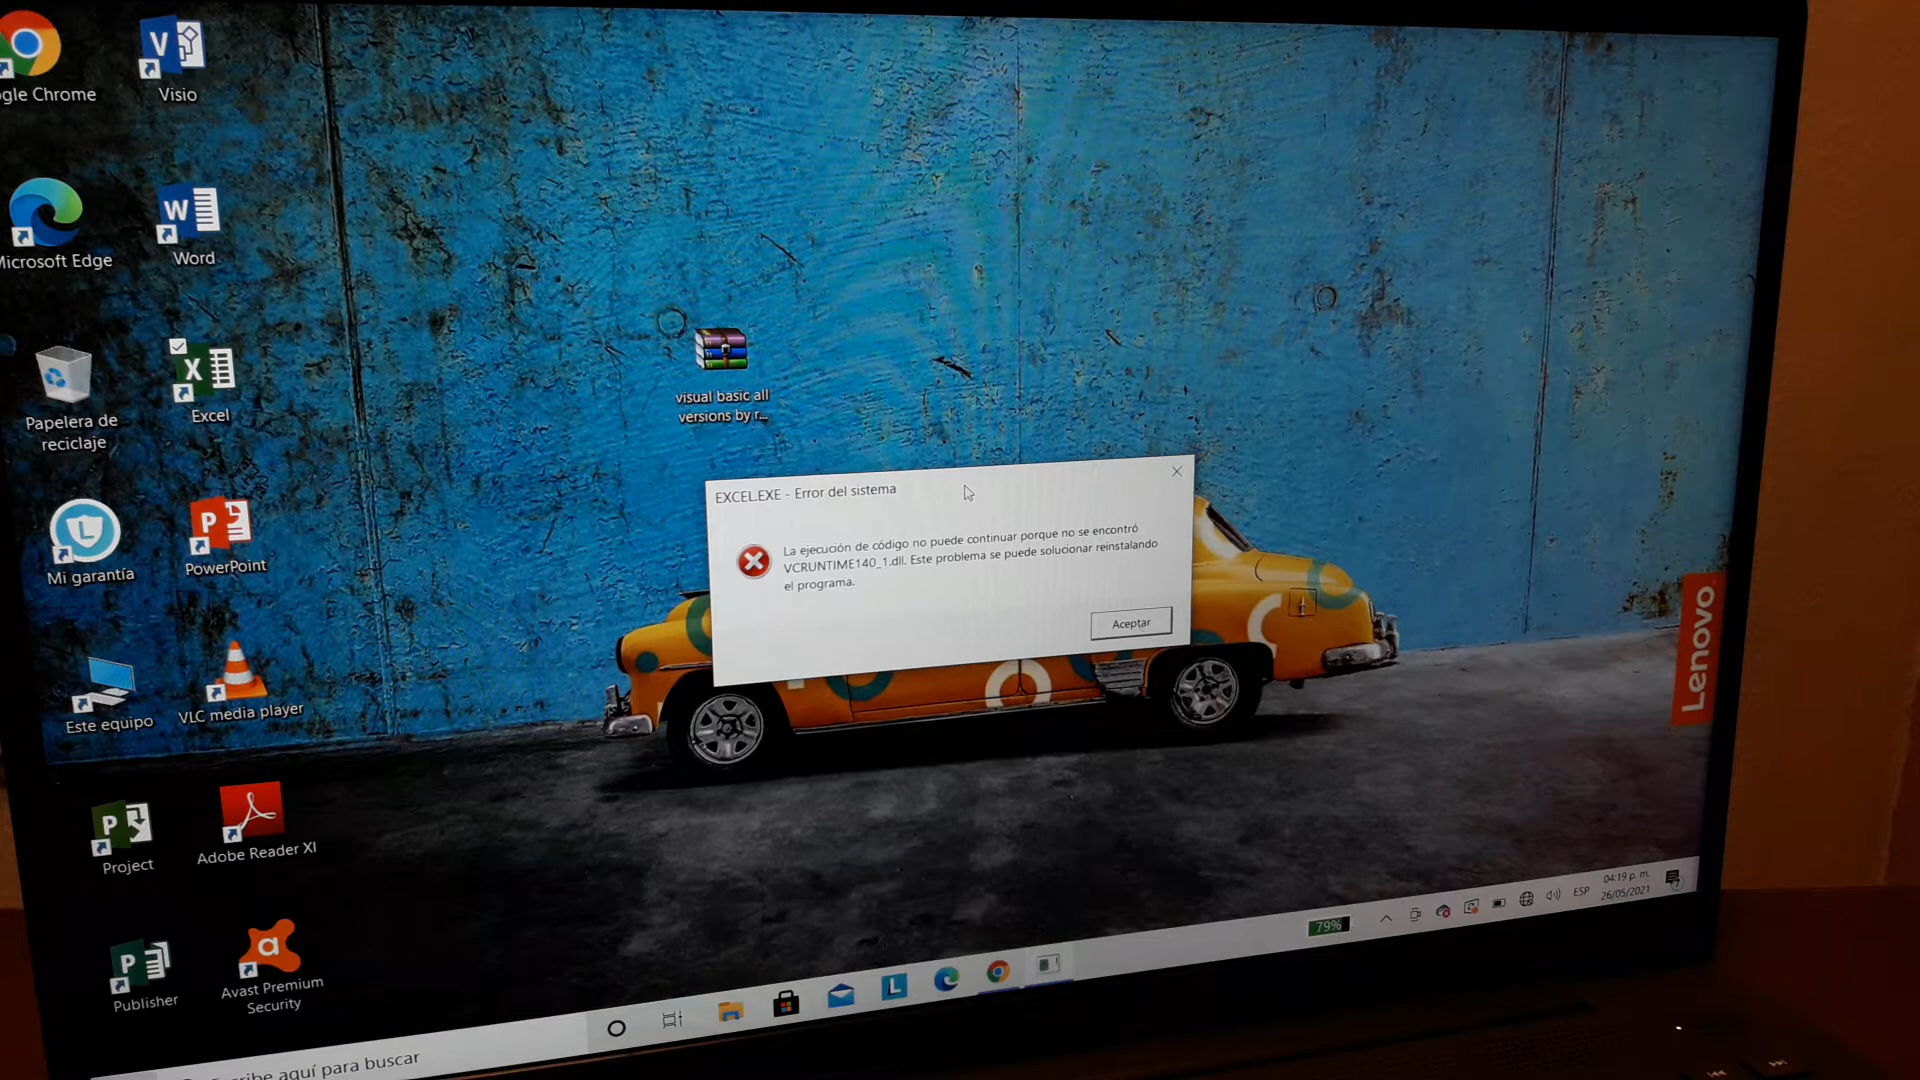 gle Chrome
Visio
Microsoft Edge
Word
Papelera de
reciclaje
Excel
visual basic all
versions by r...
EXCEL.EXE - Error del sistema
La ejecución de código no puede continuar porque no se encontró
VCRUNTIME140_1.dll. Este problema se puede solucionar reinstalando
el programa.
Aceptar
Mi garantía
PowerPoint
Lenovo
Este equipo
VLC media player
Project
Adobe Reader XI
Publisher
Avast Premium
Security
79%
ESP
04:19 p. m.
26/05/2021
aquí para buscar